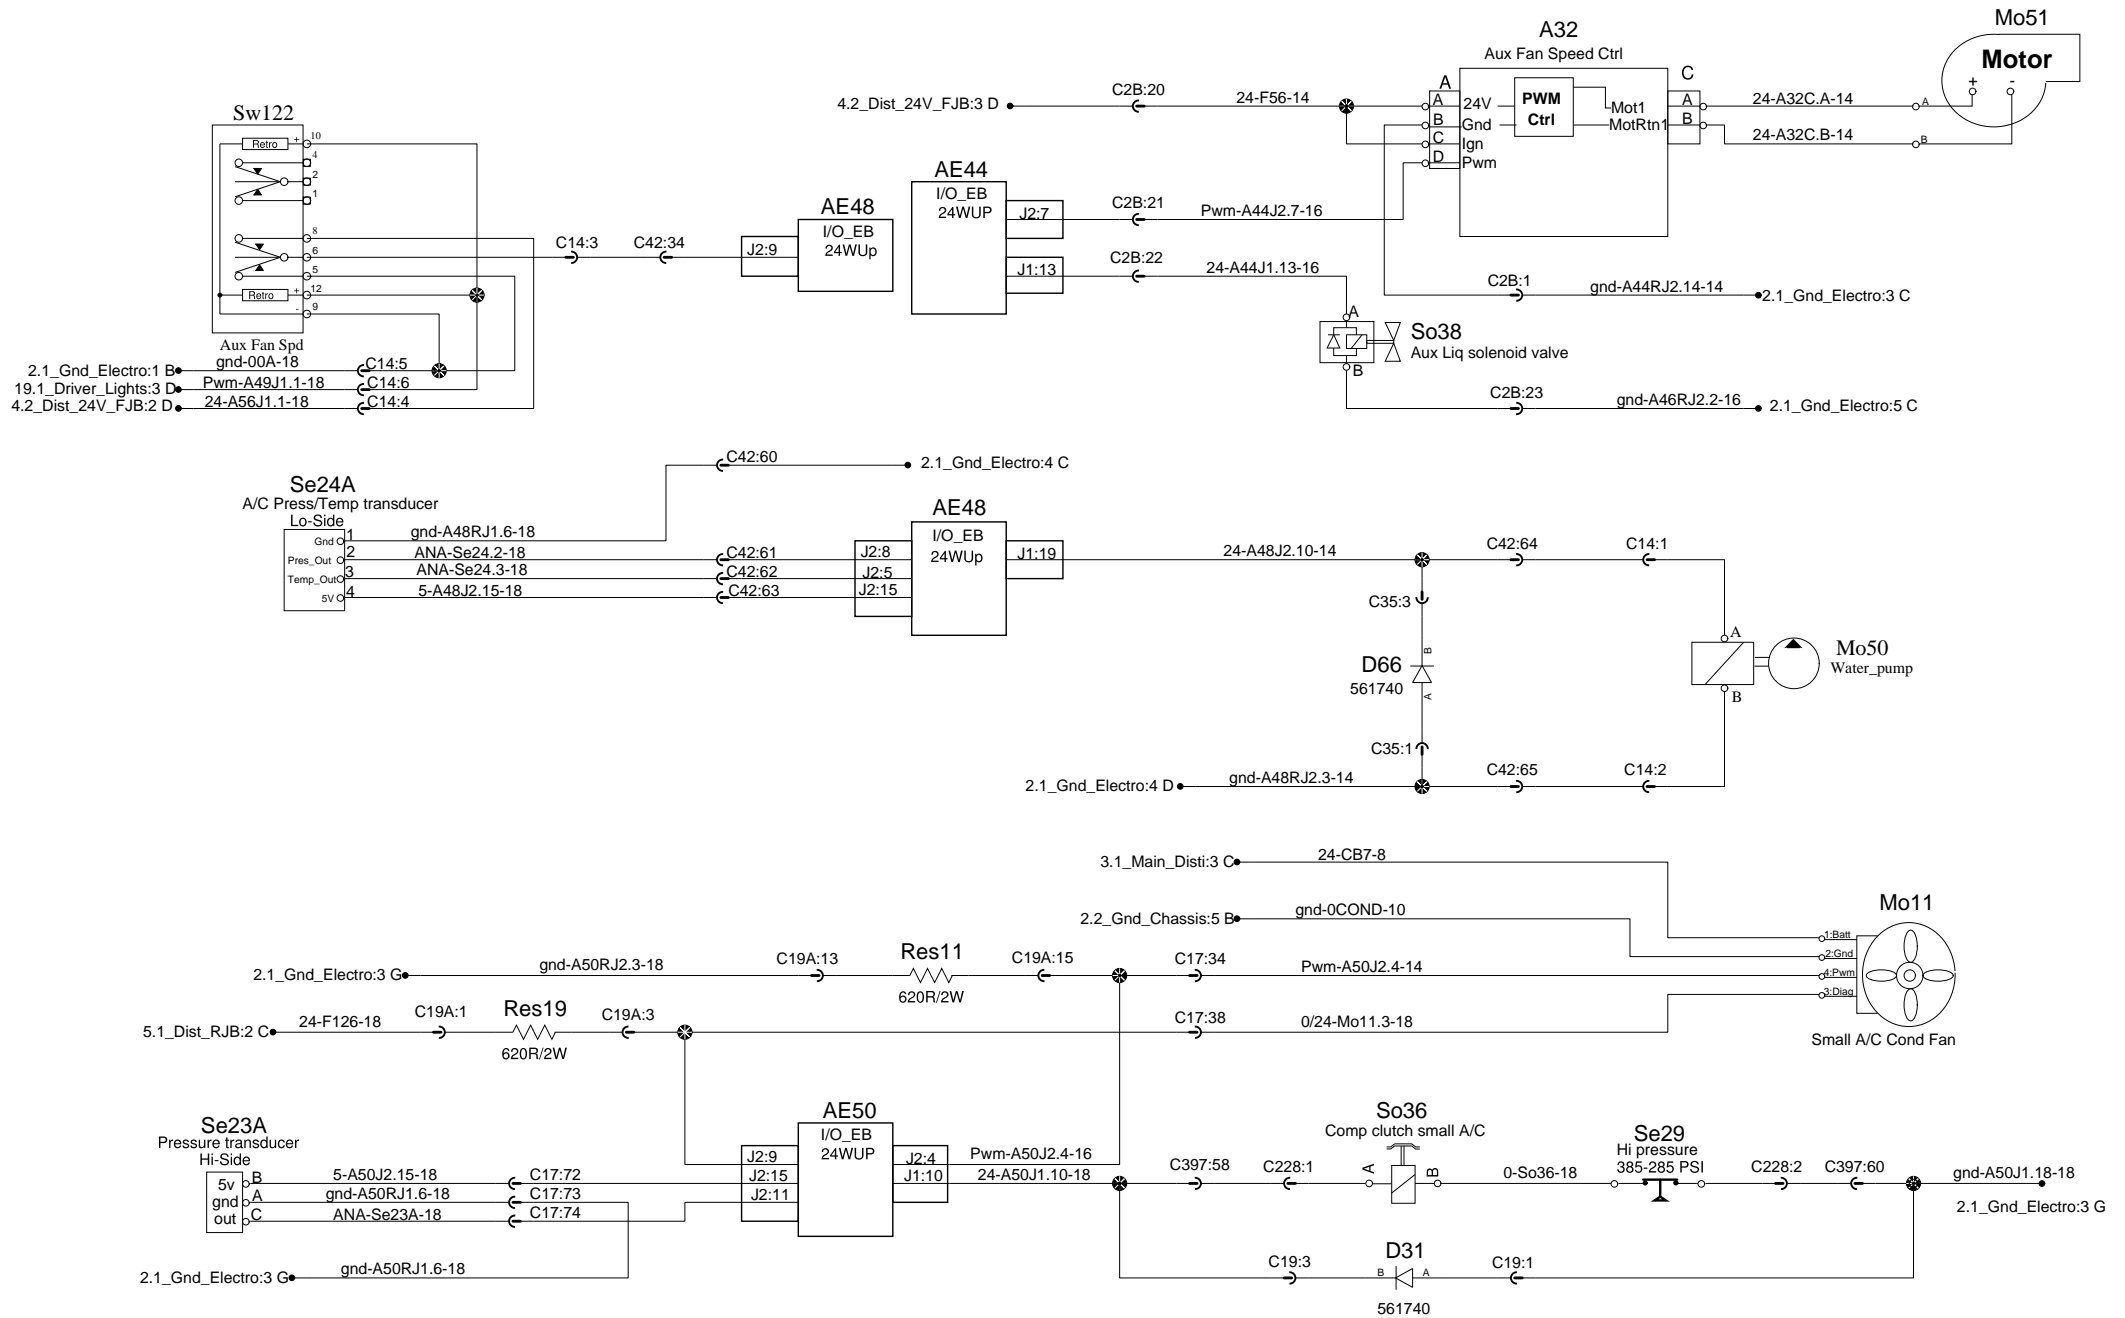 Mo51
Motor
+ -
A32
Aux Fan Speed Ctrl
A
C
A 24V
B Gnd
C Ign
D Pwm
PWM
Ctrl
Mot1
MotRtn1
A
B
24-A32C.A-14
A
24-A32C.B-14
B
4.2_Dist_24V_FJB:3 D
C2B:20
24-F56-14
Sw122
Retro + 10
4
2
1
8
6
5
Retro + 12
- 9
Aux Fan Spd
2.1_Gnd_Electro:1 B
gnd-00A-18
C14:5
19.1_Driver_Lights:3 D
Pwm-A49J1.1-18
C14:6
4.2_Dist_24V_FJB:2 D
24-A56J1.1-18
C14:4
C14:3
C42:34
AE48
I/O_EB
24WUp
J2:9
AE44
I/O_EB
24WUP
J2:7
J1:13
C2B:21
Pwm-A44J2.7-16
C2B:22
24-A44J1.13-16
C2B:1
gnd-A44RJ2.14-14
2.1_Gnd_Electro:3 C
A
So38
Aux Liq solenoid valve
B
C2B:23
gnd-A46RJ2.2-16
2.1_Gnd_Electro:5 C
C42:60
2.1_Gnd_Electro:4 C
Se24A
A/C Press/Temp transducer
Lo-Side
Gnd 1
gnd-A48RJ1.6-18
Pres_Out 2
ANA-Se24.2-18
C42:61
Temp_Out 3
ANA-Se24.3-18
C42:62
5V 4
5-A48J2.15-18
C42:63
AE48
I/O_EB
24WUp
J2:8
J2:5
J2:15
J1:19
24-A48J2.10-14
C42:64
C14:1
C35:3
B
D66
561740
A
C35:1
A
Mo50
Water_pump
B
2.1_Gnd_Electro:4 D
gnd-A48RJ2.3-14
C42:65
C14:2
3.1_Main_Disti:3 C
24-CB7-8
2.2_Gnd_Chassis:5 B
gnd-0COND-10
Mo11
1:Batt
2:Gnd
4:Pwm
3:Diag
Small A/C Cond Fan
2.1_Gnd_Electro:3 G
gnd-A50RJ2.3-18
C19A:13
Res11
620R/2W
C19A:15
C17:34
Pwm-A50J2.4-14
5.1_Dist_RJB:2 C
24-F126-18
C19A:1
Res19
620R/2W
C19A:3
C17:38
0/24-Mo11.3-18
Se23A
Pressure transducer
Hi-Side
5v B
5-A50J2.15-18
C17:72
gnd A
gnd-A50RJ1.6-18
C17:73
out C
ANA-Se23A-18
C17:74
2.1_Gnd_Electro:3 G
gnd-A50RJ1.6-18
AE50
I/O_EB
24WUP
J2:9
J2:15
J2:11
J2:4
J1:10
Pwm-A50J2.4-16
24-A50J1.10-18
C397:58
C228:1
So36
Comp clutch small A/C
A
B
0-So36-18
Se29
Hi pressure
385-285 PSI
C228:2
C397:60
gnd-A50J1.18-18
2.1_Gnd_Electro:3 G
C19:3
D31
B A
561740
C19:1